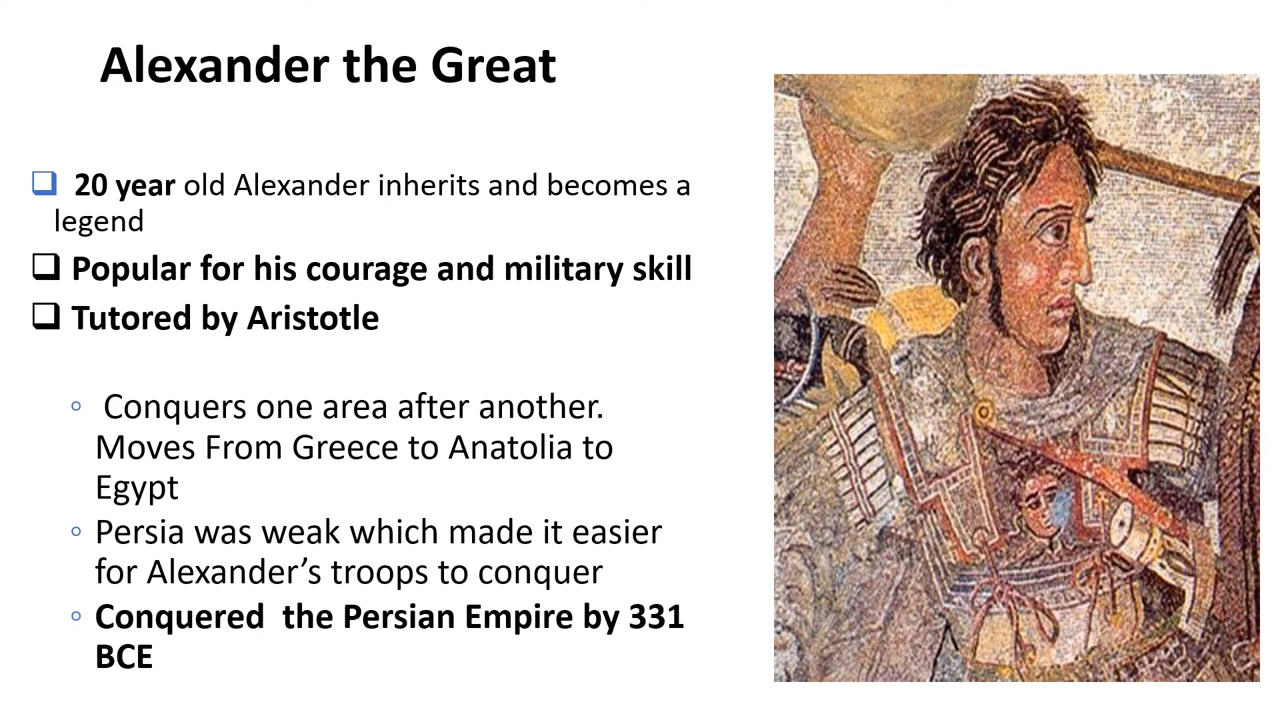 Alexander the Great
❑ 20 year old Alexander inherits and becomes a
legend
❑ Popular for his courage and military skill
❑ Tutored by Aristotle
◦ Conquers one area after another.
Moves From Greece to Anatolia to
Egypt
◦ Persia was weak which made it easier
for Alexander’s troops to conquer
◦ Conquered  the Persian Empire by 331
BCE